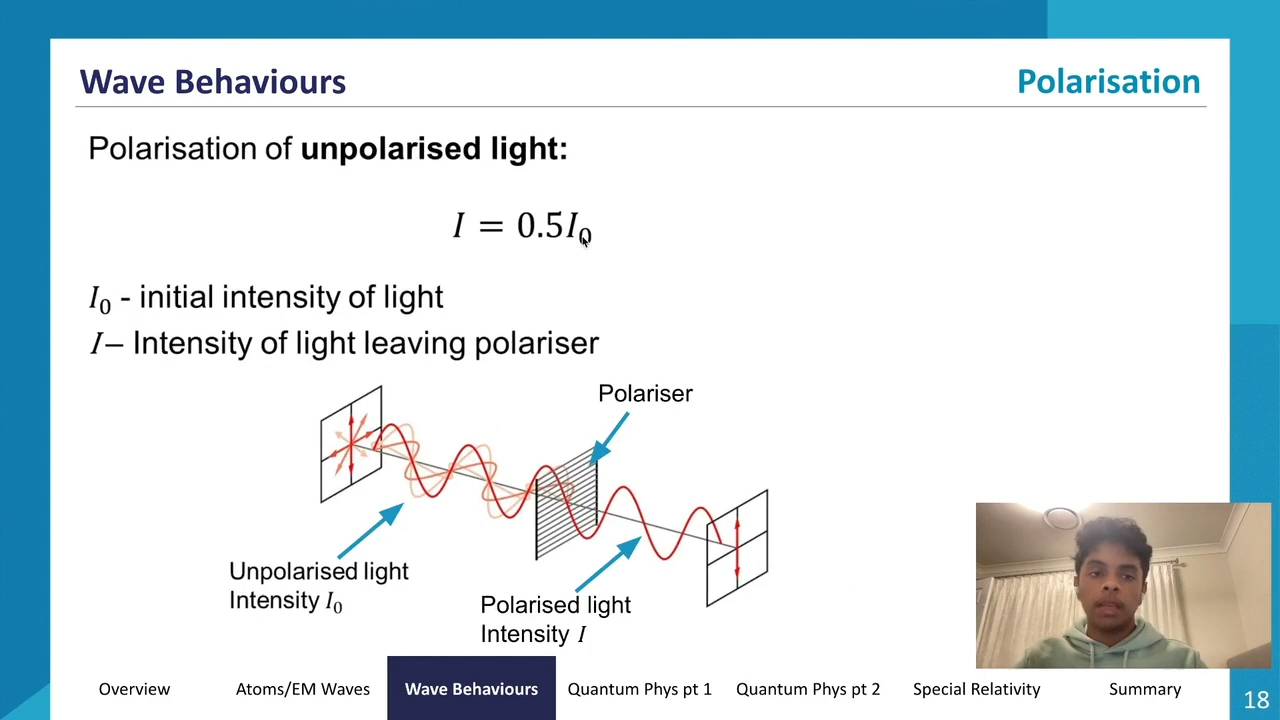 Wave Behaviours
Polarisation
Polarisation of unpolarised light:
I = 0.5I₀
I₀ - initial intensity of light
I – Intensity of light leaving polariser
Polariser
Unpolarised light
Intensity I₀
Polarised light
Intensity I
Overview
Atoms/EM Waves
Wave Behaviours
Quantum Phys pt 1
Quantum Phys pt 2
Special Relativity
Summary
18